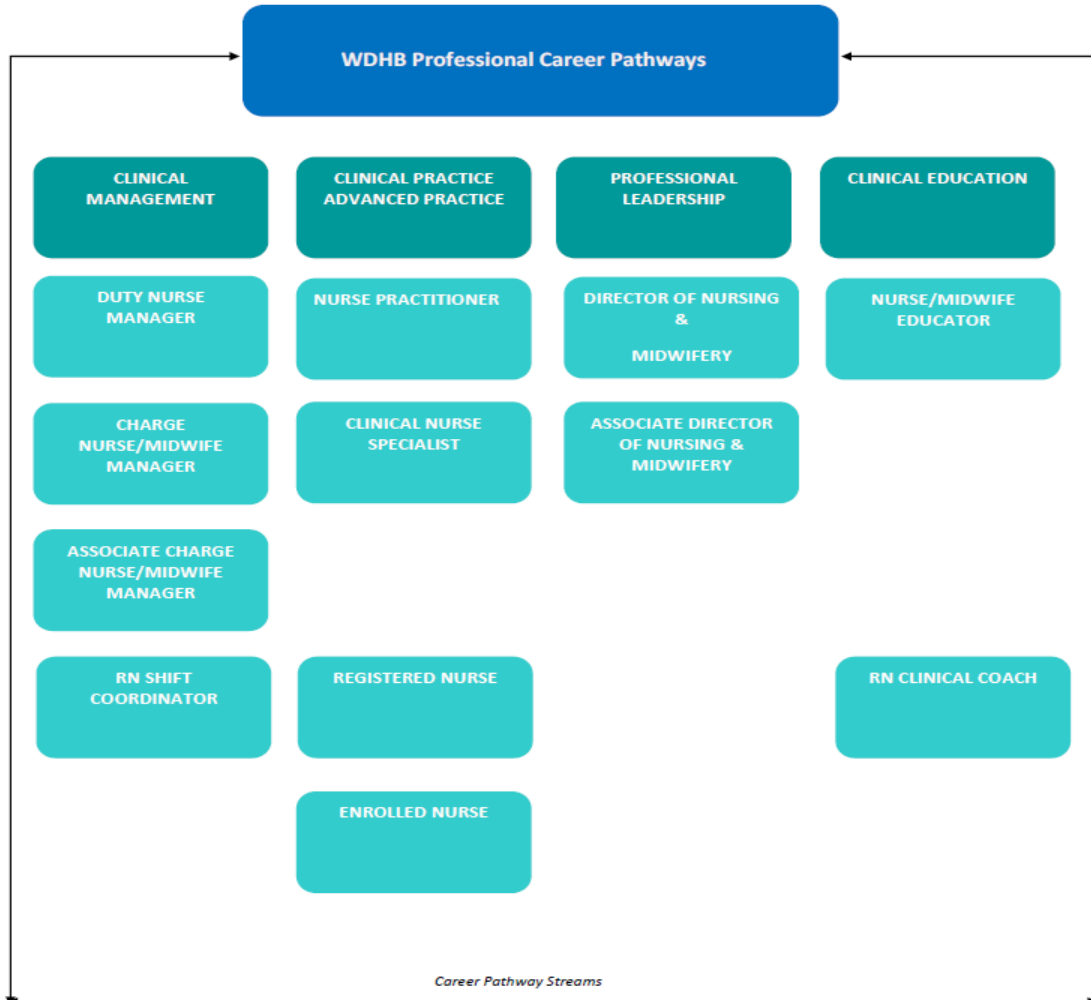 WDHB Professional Career Pathways
CLINICAL
MANAGEMENT
CLINICAL PRACTICE
ADVANCED PRACTICE
PROFESSIONAL
LEADERSHIP
CLINICAL EDUCATION
DUTY NURSE
MANAGER
NURSE PRACTITIONER
DIRECTOR OF NURSING
&
MIDWIFERY
NURSE/MIDWIFE
EDUCATOR
CHARGE
NURSE/MIDWIFE
MANAGER
CLINICAL NURSE
SPECIALIST
ASSOCIATE DIRECTOR
OF NURSING &
MIDWIFERY
ASSOCIATE CHARGE
NURSE/MIDWIFE
MANAGER
RN SHIFT
COORDINATOR
REGISTERED NURSE
RN CLINICAL COACH
ENROLLED NURSE
Career Pathway Streams